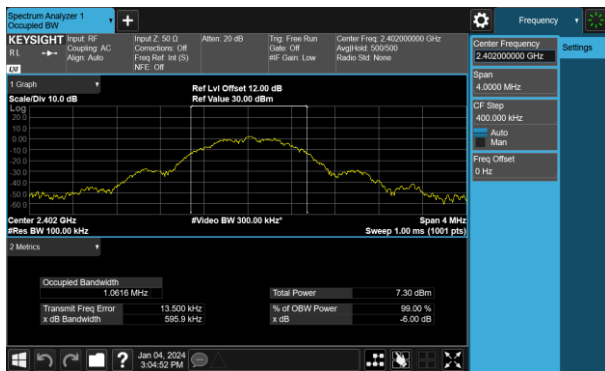 Spectrum Analyzer 1
Occupied BW
Frequency
KEYSIGHT
Input: RF
Coupling: AC
Align: Auto
Input Z: 50 Ω
Corrections: Off
Freq Ref: Int (S)
NFE: Off
Atten: 20 dB
Trig: Free Run
Gate: Off
#IF Gain: Low
Center Freq: 2.402000000 GHz
Avg|Hold: 500/500
Radio Std: None
RL
LXI
Center Frequency
2.402000000 GHz
Settings
Span
4.0000 MHz
CF Step
400.000 kHz
Auto
Man
Freq Offset
0 Hz
1 Graph
Scale/Div 10.0 dB
Ref Lvl Offset 12.00 dB
Ref Value 30.00 dBm
Log
20.0
10.0
0.00
-10.0
-20.0
-30.0
-40.0
-50.0
-60.0
Center 2.402 GHz
#Video BW 300.00 kHz*
Span 4 MHz
#Res BW 100.00 kHz
Sweep 1.00 ms (1001 pts)
2 Metrics
Occupied Bandwidth
1.0616 MHz
Total Power 7.30 dBm
Transmit Freq Error 13.500 kHz
% of OBW Power 99.00 %
x dB Bandwidth 595.9 kHz
x dB -6.00 dB
Jan 04, 2024
3:04:52 PM